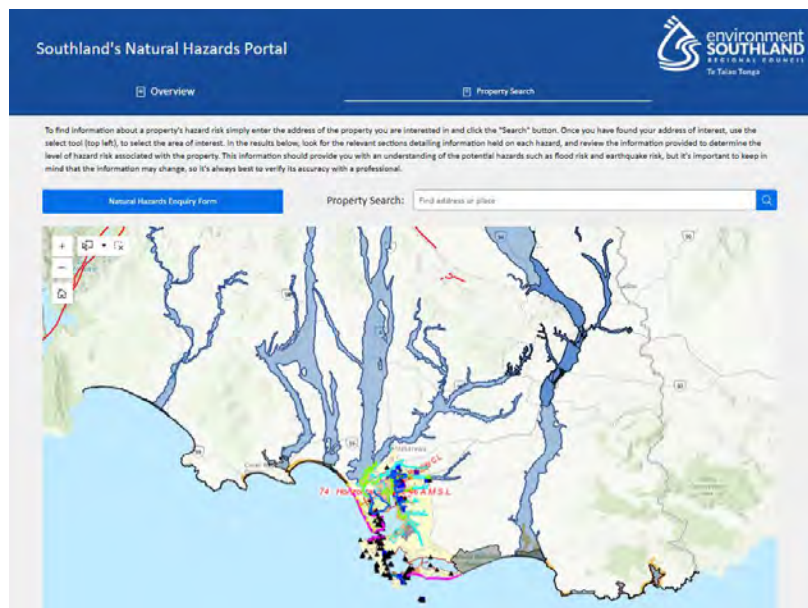 Southland's Natural Hazards Portal
environment
SOUTHLAND
REGIONAL COUNCIL
Te Taiao Tonga
Overview
Property Search
To find information about a property's hazard risk simply enter the address of the property you are interested in and click the "Search" button. Once you have found your address of interest, use the
select tool (top left), to select the area of interest. In the results below, look for the relevant sections detailing information held on each hazard, and review the information provided to determine the
level of hazard risk associated with the property. This information should provide you with an understanding of the potential hazards such as flood risk and earthquake risk, but it's important to keep in
mind that the information may change, so it's always best to verify its accuracy with a professional.
Natural Hazards Enquiry Form
Property Search:
Find address or place